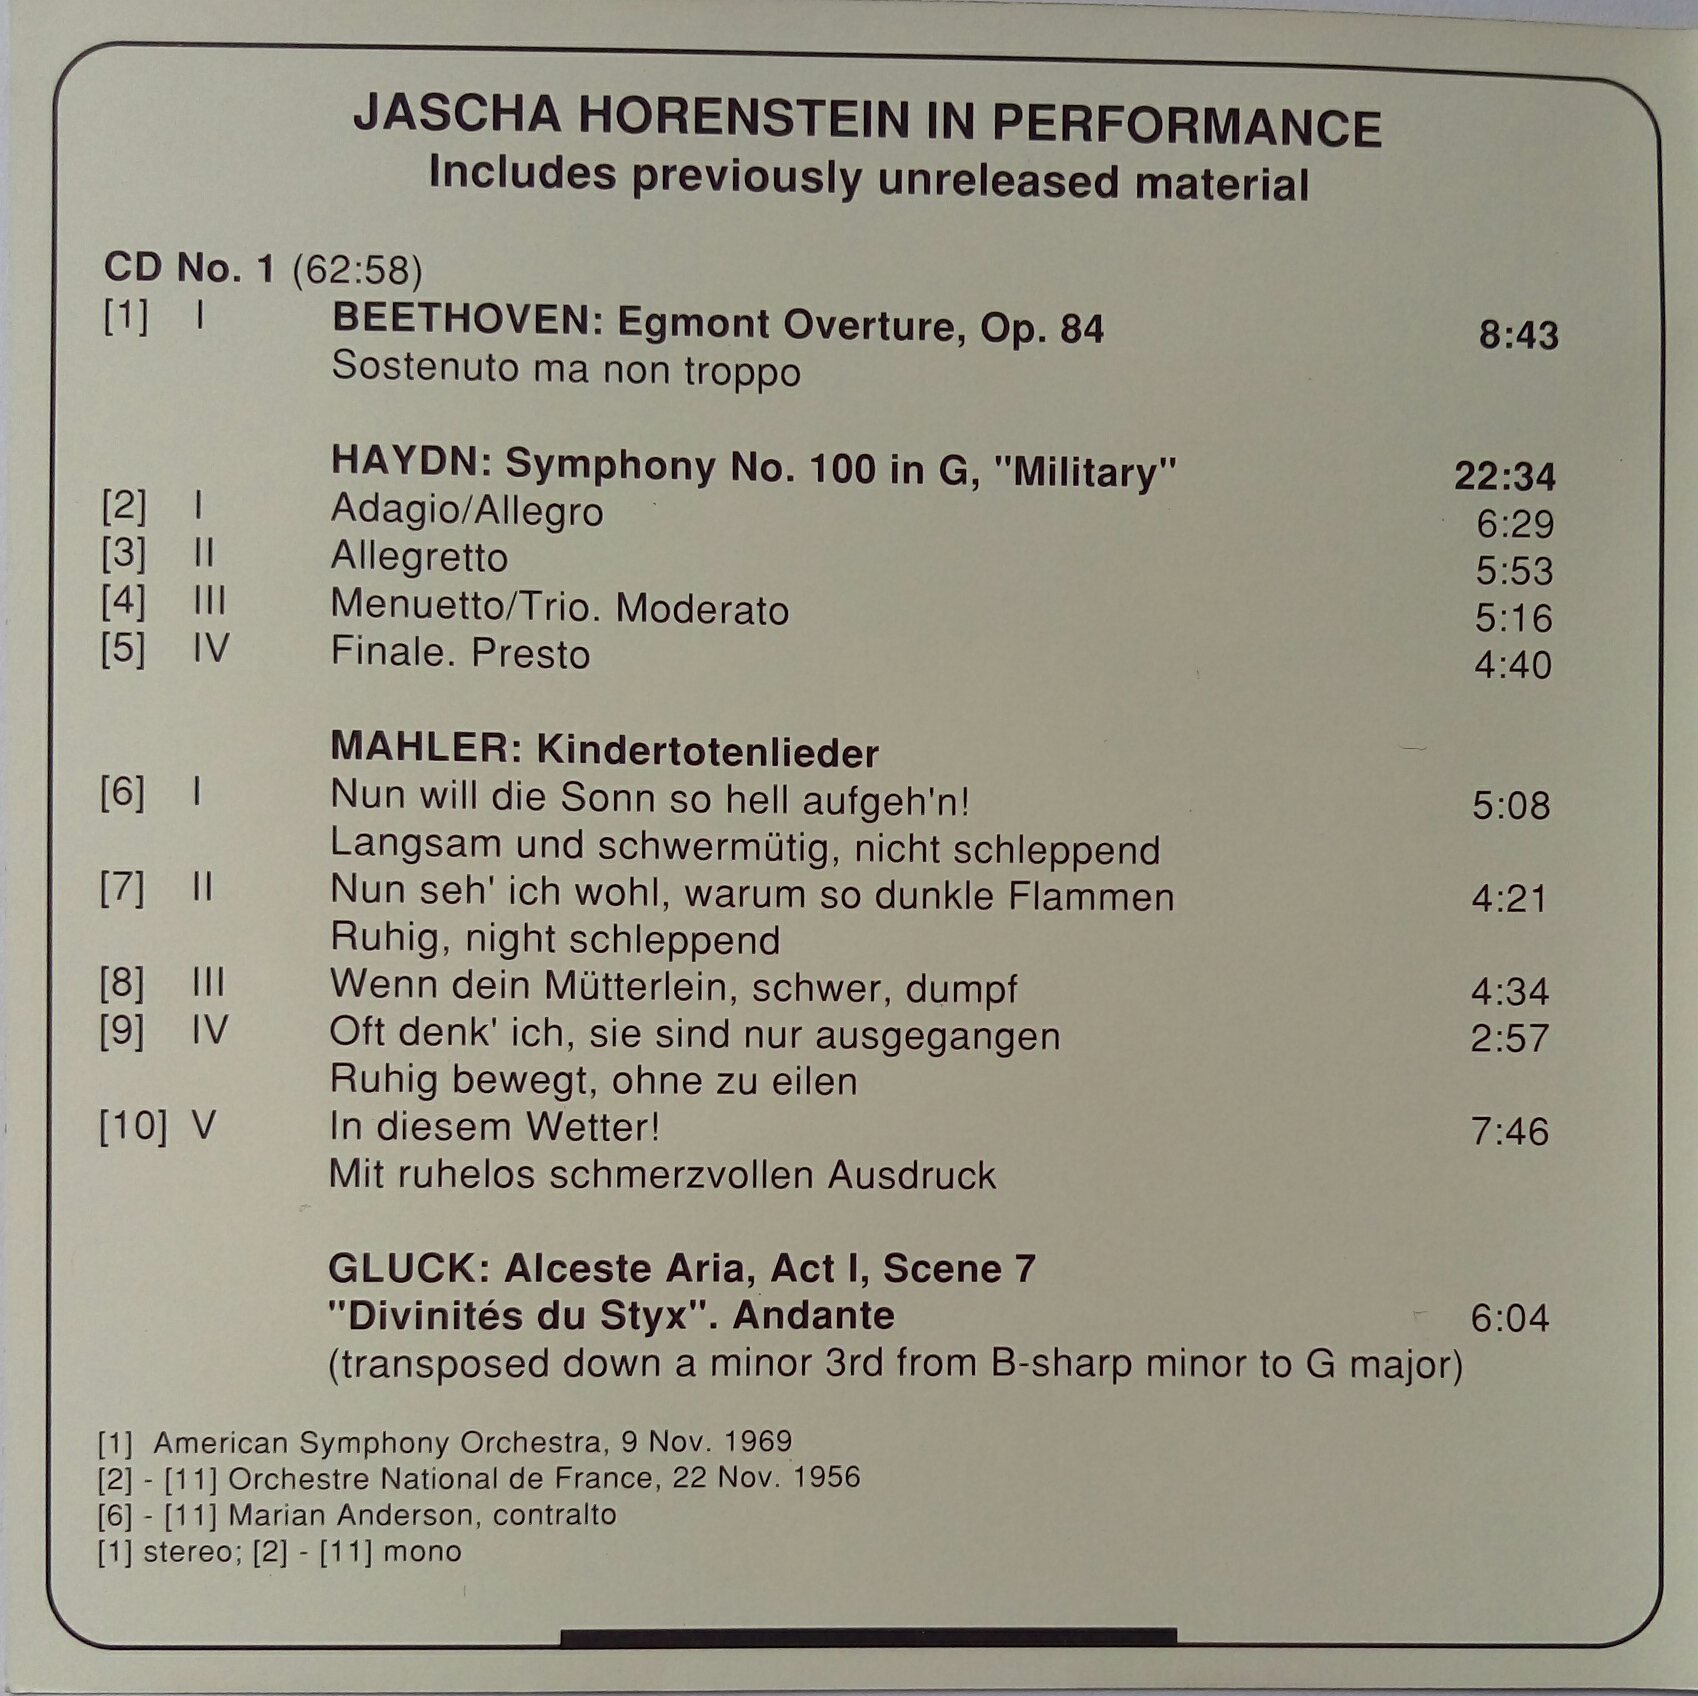 JASCHA HORENSTEIN IN PERFORMANCE
Includes previously unreleased material
CD No. 1 (62:58)
[1] I BEETHOVEN: Egmont Overture, Op. 84 8:43
Sostenuto ma non troppo
HAYDN: Symphony No. 100 in G, "Military" 22:34
[2] I Adagio/Allegro 6:29
[3] II Allegretto 5:53
[4] III Menuetto/Trio. Moderato 5:16
[5] IV Finale. Presto 4:40
MAHLER: Kindertotenlieder
[6] I Nun will die Sonn so hell aufgeh'n! 5:08
Langsam und schwermütig, nicht schleppend
[7] II Nun seh' ich wohl, warum so dunkle Flammen 4:21
Ruhig, night schleppend
[8] III Wenn dein Mütterlein, schwer, dumpf 4:34
[9] IV Oft denk' ich, sie sind nur ausgegangen 2:57
Ruhig bewegt, ohne zu eilen
[10] V In diesem Wetter! 7:46
Mit ruhelos schmerzvollen Ausdruck
GLUCK: Alceste Aria, Act I, Scene 7
"Divinités du Styx". Andante 6:04
(transposed down a minor 3rd from B-sharp minor to G major)
[1] American Symphony Orchestra, 9 Nov. 1969
[2] - [11] Orchestre National de France, 22 Nov. 1956
[6] - [11] Marian Anderson, contralto
[1] stereo; [2] - [11] mono